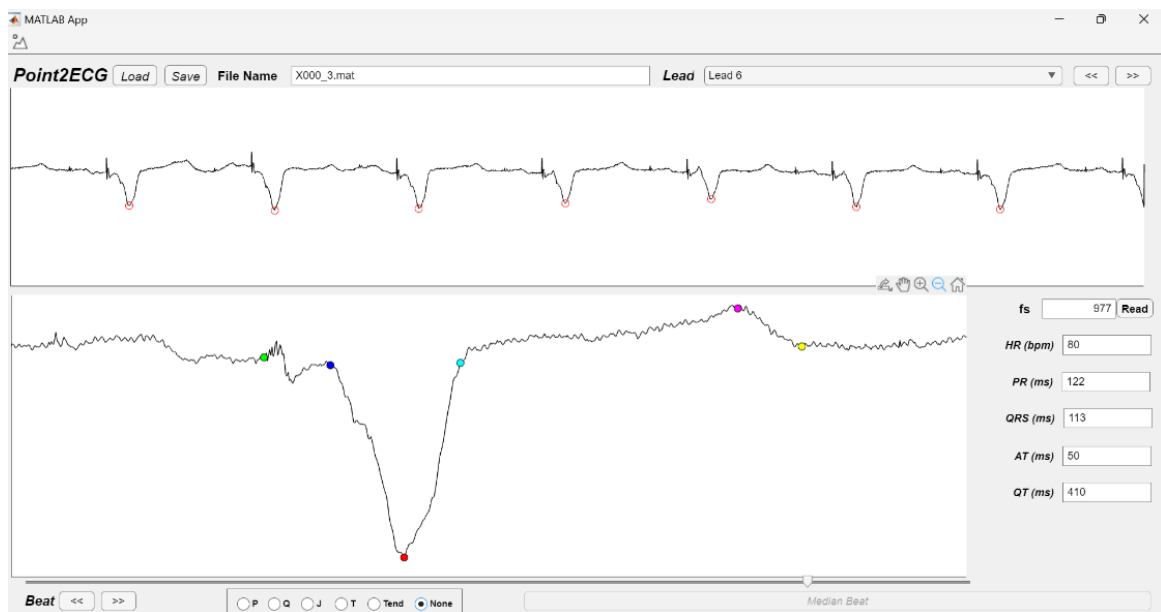 MATLAB App
Point2ECG Load Save File Name X000_3.mat Lead Lead 6 << >>
fs 977 Read
HR (bpm) 80
PR (ms) 122
QRS (ms) 113
AT (ms) 50
QT (ms) 410
Beat << >> P Q J T Tend None Median Beat